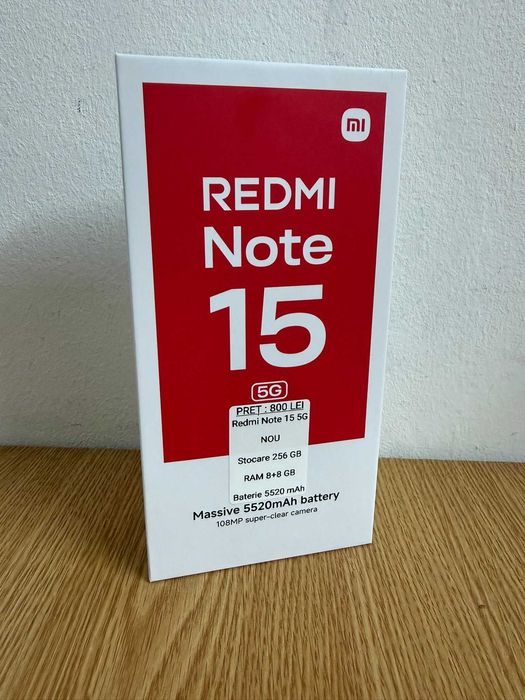 mi
REDMI
Note
15
5G
PREȚ : 800 LEI
Redmi Note 15 5G
NOU
Stocare 256 GB
RAM 8+8 GB
Baterie 5520 mAh
Massive 5520mAh battery
108MP super-clear camera